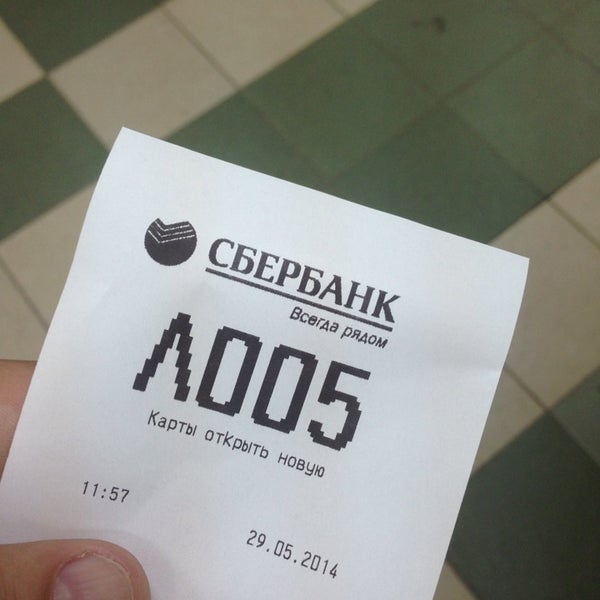 СБЕРБАНК
Всегда рядом
Л005
Карты открыть новую
11:57
29.05.2014